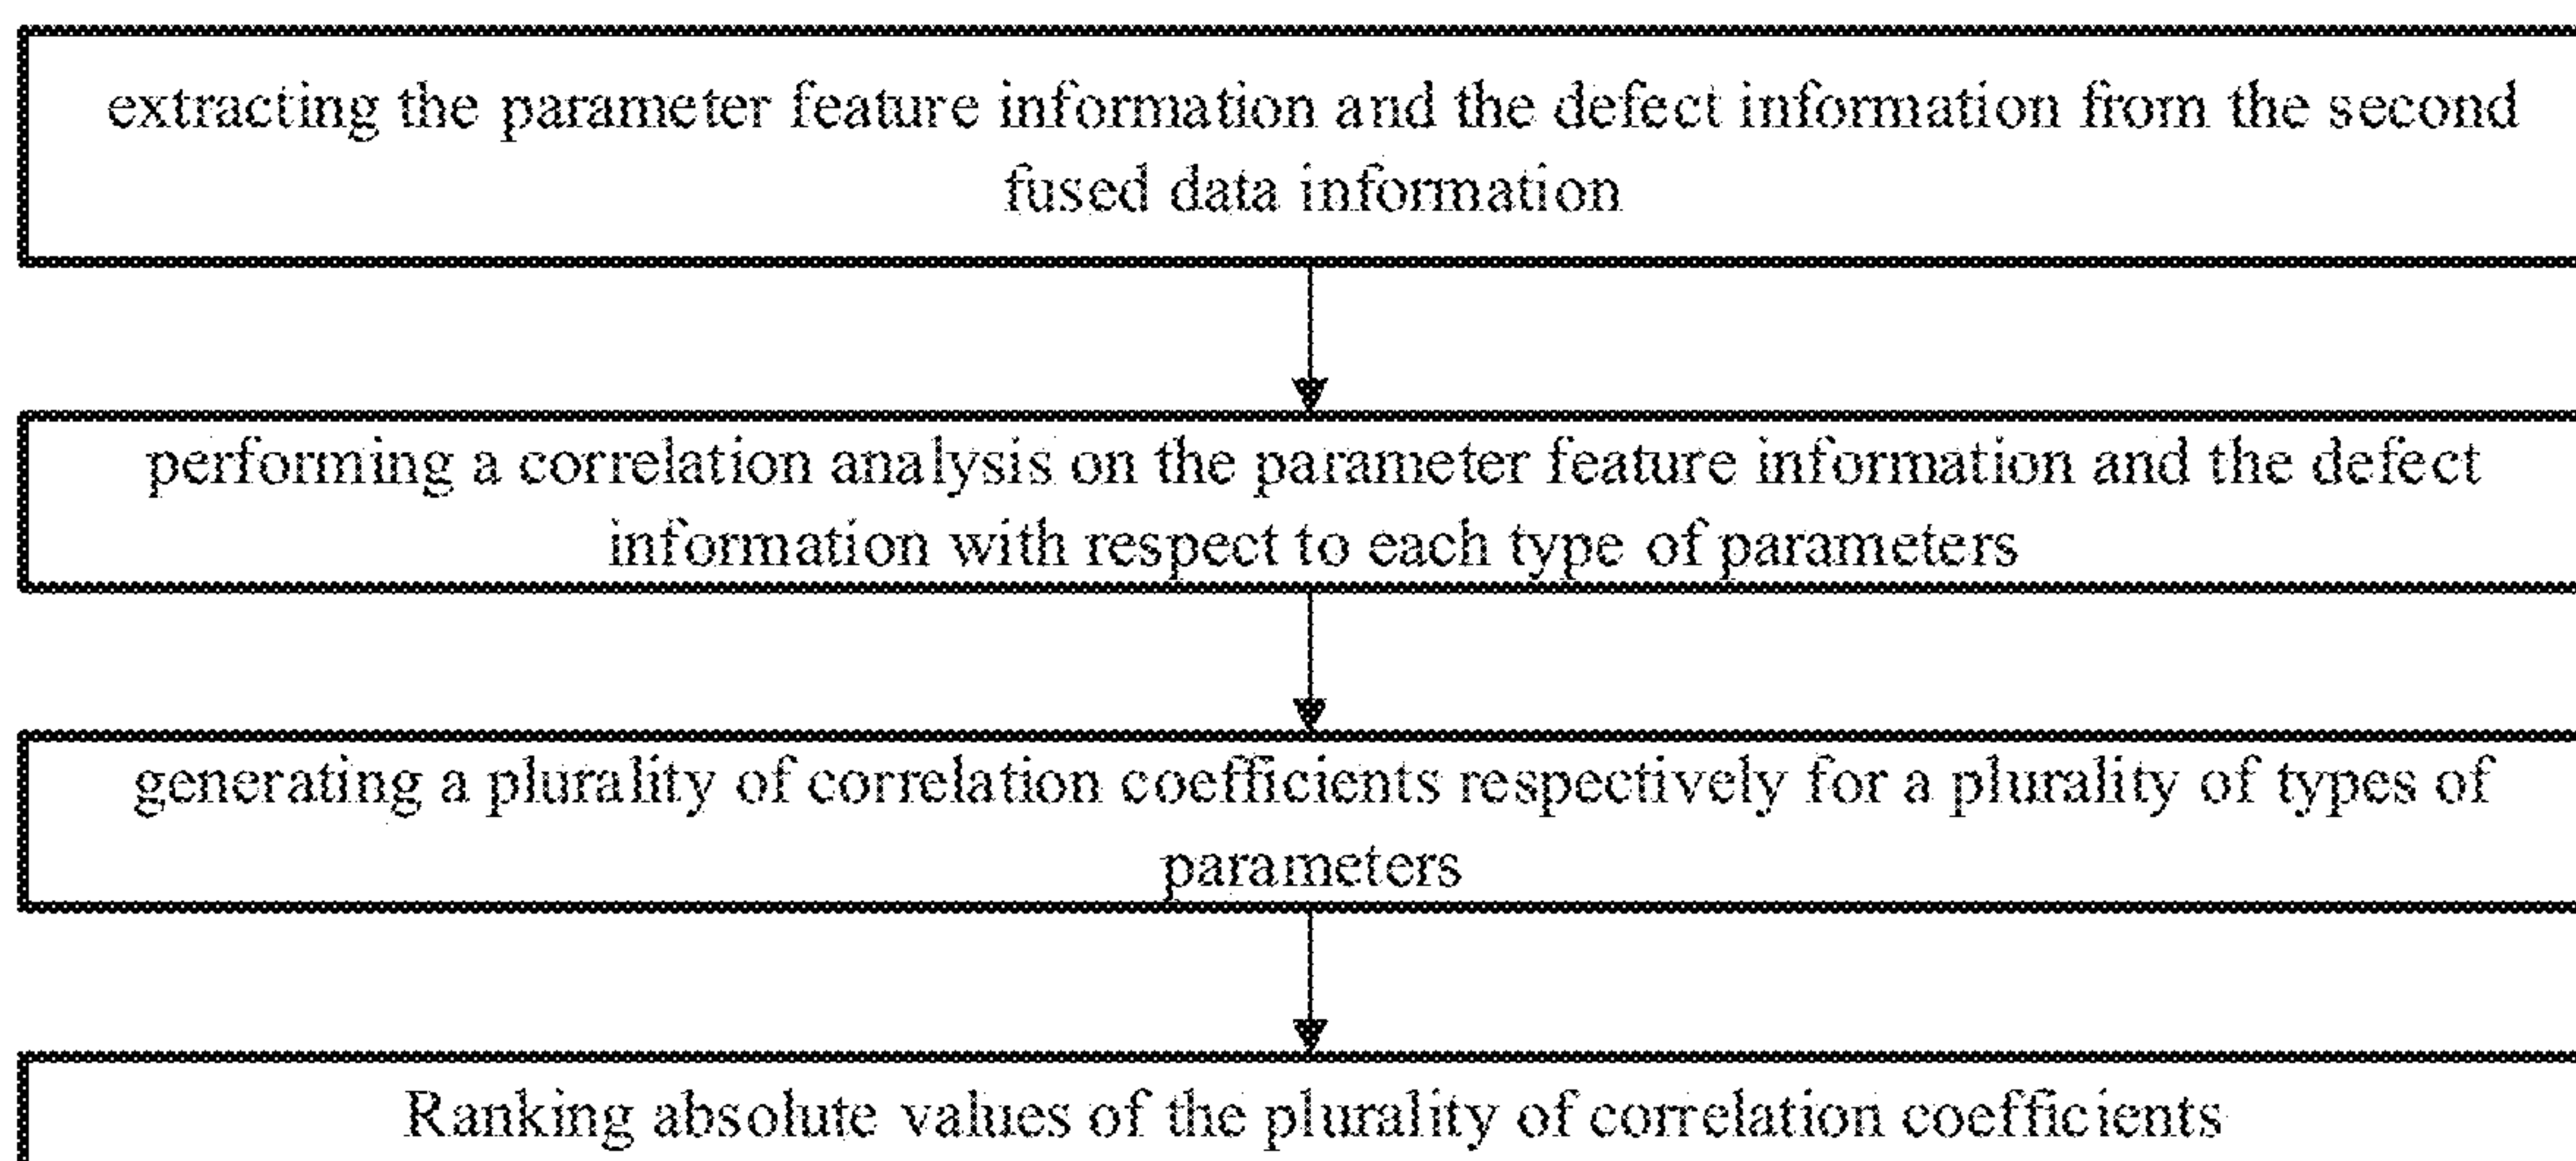 extracting the parameter feature information and the defect information from the second
fused data information
performing a correlation analysis on the parameter feature information and the defect
information with respect to each type of parameters
generating a plurality of correlation coefficients respectively for a plurality of types of
parameters
Ranking absolute values of the plurality of correlation coefficients